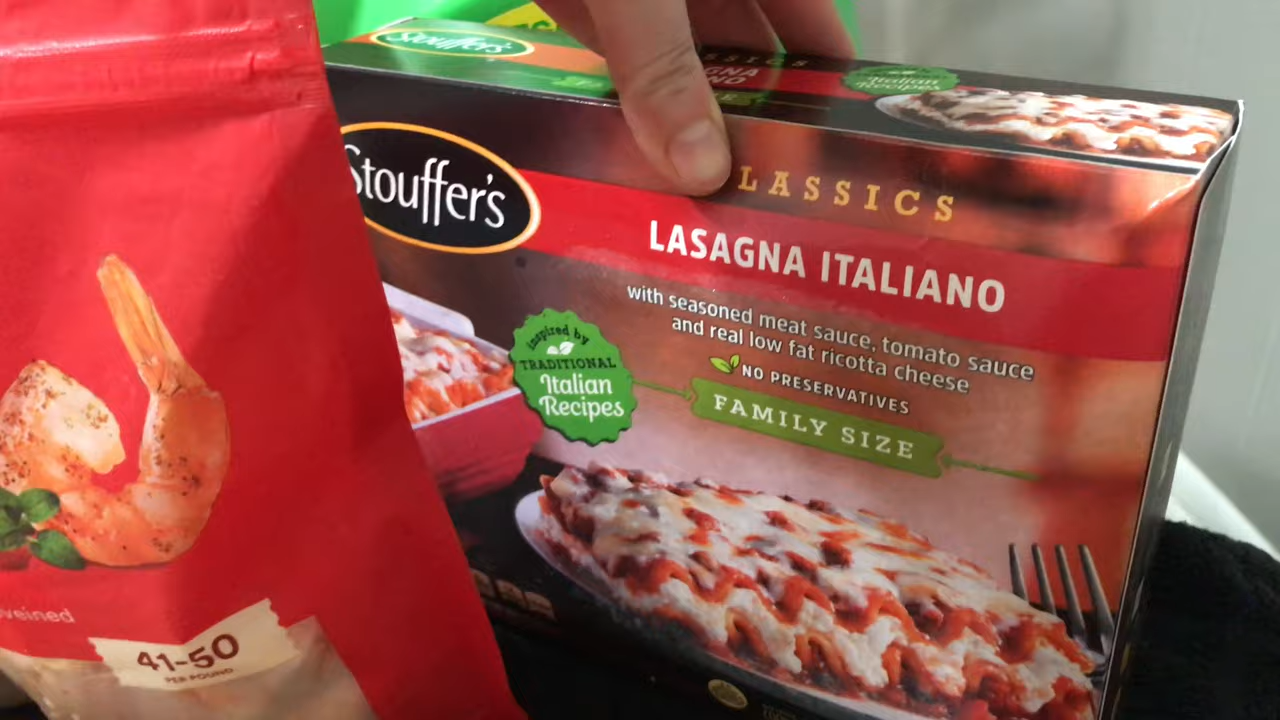 Stouffer's
Italian
Recipes
Stouffer's
LASSICS
LASAGNA ITALIANO
with seasoned meat sauce, tomato sauce
and real low fat ricotta cheese
NO PRESERVATIVES
FAMILY SIZE
inspired by
TRADITIONAL
Italian
Recipes
veined
41-50
PER POUND